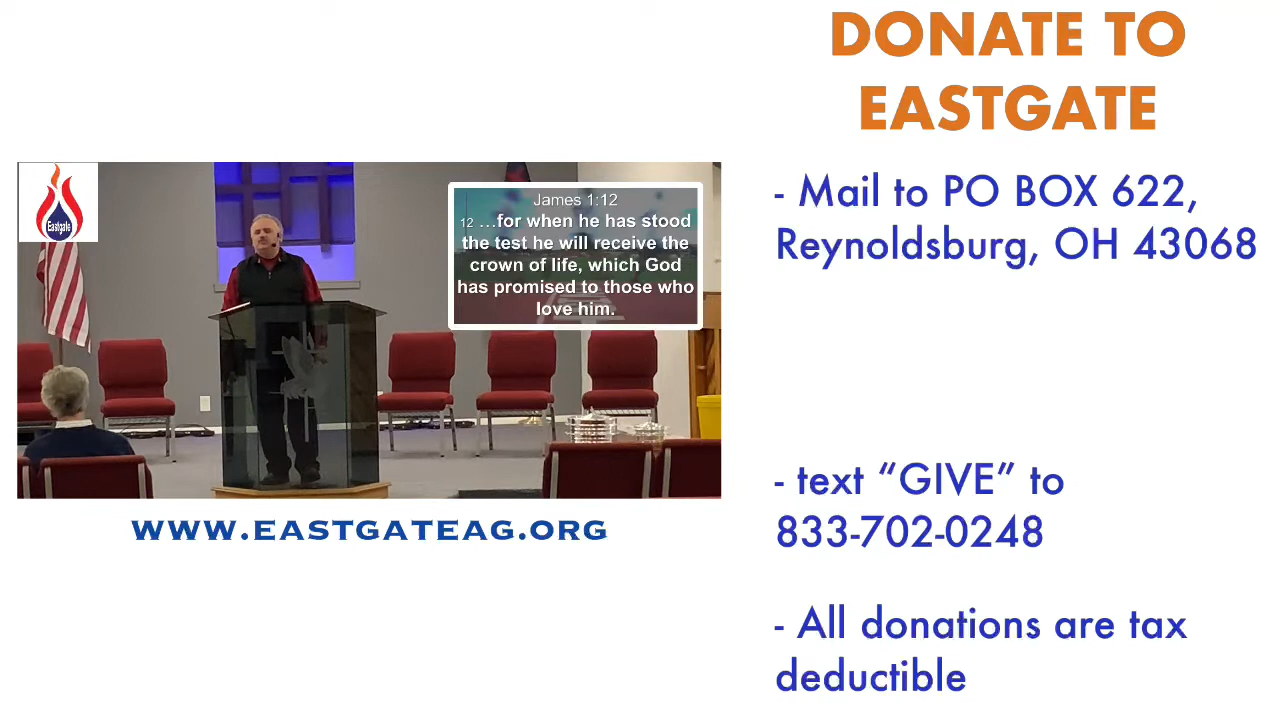 DONATE TO
EASTGATE
- Mail to PO BOX 622,
Reynoldsburg, OH 43068
- text “GIVE” to
833-702-0248
- All donations are tax
deductible
Eastgate
James 1:12
12 …for when he has stood
the test he will receive the
crown of life, which God
has promised to those who
love him.
WWW.EASTGATEAG.ORG